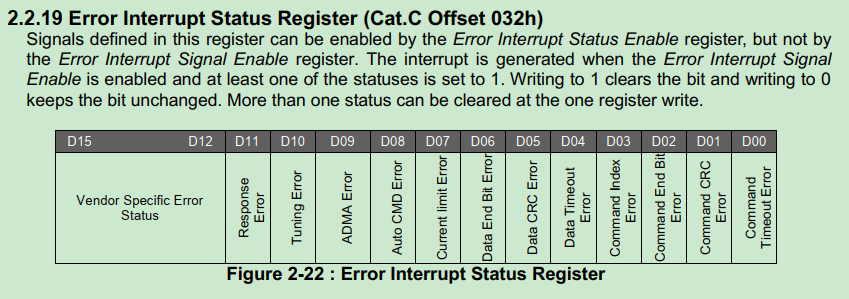 2.2.19 Error Interrupt Status Register (Cat.C Offset 032h)
Signals defined in this register can be enabled by the Error Interrupt Status Enable register, but not by
the Error Interrupt Signal Enable register. The interrupt is generated when the Error Interrupt Signal
Enable is enabled and at least one of the statuses is set to 1. Writing to 1 clears the bit and writing to 0
keeps the bit unchanged. More than one status can be cleared at the one register write.
D15 D12 D11 D10 D09 D08 D07 D06 D05 D04 D03 D02 D01 D00
Vendor Specific Error
Status
Response
Error
Tuning Error
ADMA Error
Auto CMD Error
Current limit Error
Data End Bit Error
Data CRC Error
Data Timeout
Error
Command Index
Error
Command End Bit
Error
Command CRC
Error
Command
Timeout Error
Figure 2-22 : Error Interrupt Status Register